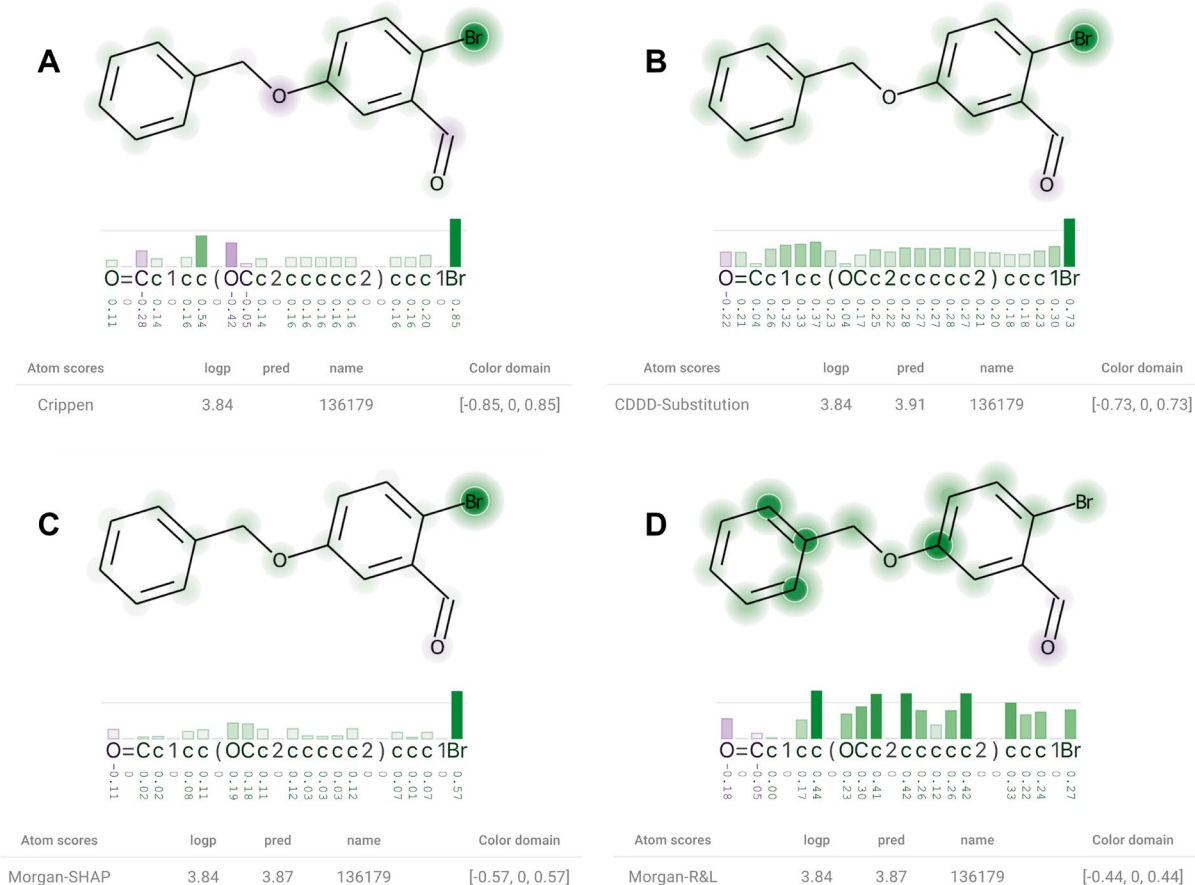 A
Br
O
O
O=Cc1cc(OCc2ccccc2)ccc1Br
0.11 0 -0.28 0.14 0 0.16 0.54 0 -0.42 -0.05 0.14 0 0.16 0.16 0.16 0.16 0.16 0 0 0.16 0.16 0.20 0 0.85
Atom scores logp pred name Color domain
Crippen 3.84 136179 [-0.85, 0, 0.85]
B
Br
O
O
O=Cc1cc(OCc2ccccc2)ccc1Br
-0.22 0.21 0.04 0.26 0.32 0.33 0.37 0.23 0.04 0.17 0.25 0.22 0.28 0.27 0.27 0.28 0.27 0.21 0.20 0.18 0.18 0.23 0.30 0.73
Atom scores logp pred name Color domain
CDDD-Substitution 3.84 3.91 136179 [-0.73, 0, 0.73]
C
Br
O
O
O=Cc1cc(OCc2ccccc2)ccc1Br
-0.11 0 0.02 0.02 0 0.08 0.11 0 0.19 0.18 0.11 0 0.12 0.03 0.03 0.03 0.12 0 0 0.07 0.01 0.07 0 0.57
Atom scores logp pred name Color domain
Morgan-SHAP 3.84 3.87 136179 [-0.57, 0, 0.57]
D
Br
O
O
O=Cc1cc(OCc2ccccc2)ccc1Br
-0.18 0 -0.05 0.00 0 0.17 0.44 0 0.23 0.30 0.41 0 0.42 0.26 0.12 0.26 0.42 0 0 0.33 0.22 0.24 0 0.27
Atom scores logp pred name Color domain
Morgan-R&L 3.84 3.87 136179 [-0.44, 0, 0.44]